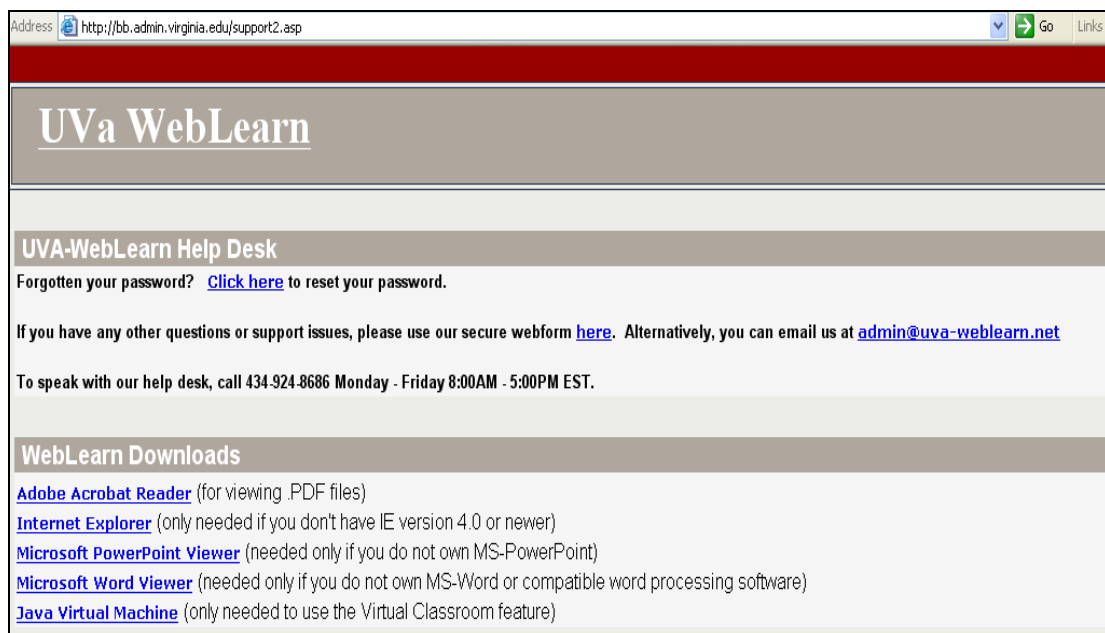 Address http://bb.admin.virginia.edu/support2.asp Go Links
UVa WebLearn
UVA-WebLearn Help Desk
Forgotten your password? Click here to reset your password.
If you have any other questions or support issues, please use our secure webform here. Alternatively, you can email us at admin@uva-weblearn.net
To speak with our help desk, call 434-924-8686 Monday - Friday 8:00AM - 5:00PM EST.
WebLearn Downloads
Adobe Acrobat Reader (for viewing .PDF files)
Internet Explorer (only needed if you don't have IE version 4.0 or newer)
Microsoft PowerPoint Viewer (needed only if you do not own MS-PowerPoint)
Microsoft Word Viewer (needed only if you do not own MS-Word or compatible word processing software)
Java Virtual Machine (only needed to use the Virtual Classroom feature)